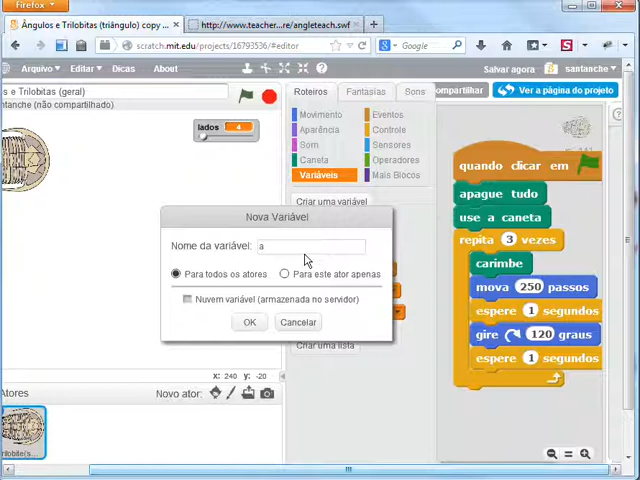 Firefox
Ângulos e Trilobitas (triângulo) copy ...
http://www.teacher...re/angleteach.swf
scratch.mit.edu/projects/16793536/#editor
Google
Arquivo Editar Dicas About
Salvar agora santanche
s e Trilobitas (geral)
santanche (não compartilhado)
Roteiros Fantasias Sons
ompartilhar Ver a página do projeto
lados 4
Movimento
Aparência
Som
Caneta
Variáveis
Eventos
Controle
Sensores
Operadores
Mais Blocos
Criar uma variável
Nova Variável
Nome da variável: a
Para todos os atores Para este ator apenas
Nuvem variável (armazenada no servidor)
OK Cancelar
Criar uma lista
quando clicar em
apague tudo
use a caneta
repita 3 vezes
carimbe
mova 250 passos
espere 1 segundos
gire 120 graus
espere 1 segundos
x: 240 y: -20
Atores Novo ator:
Trilobite(s...